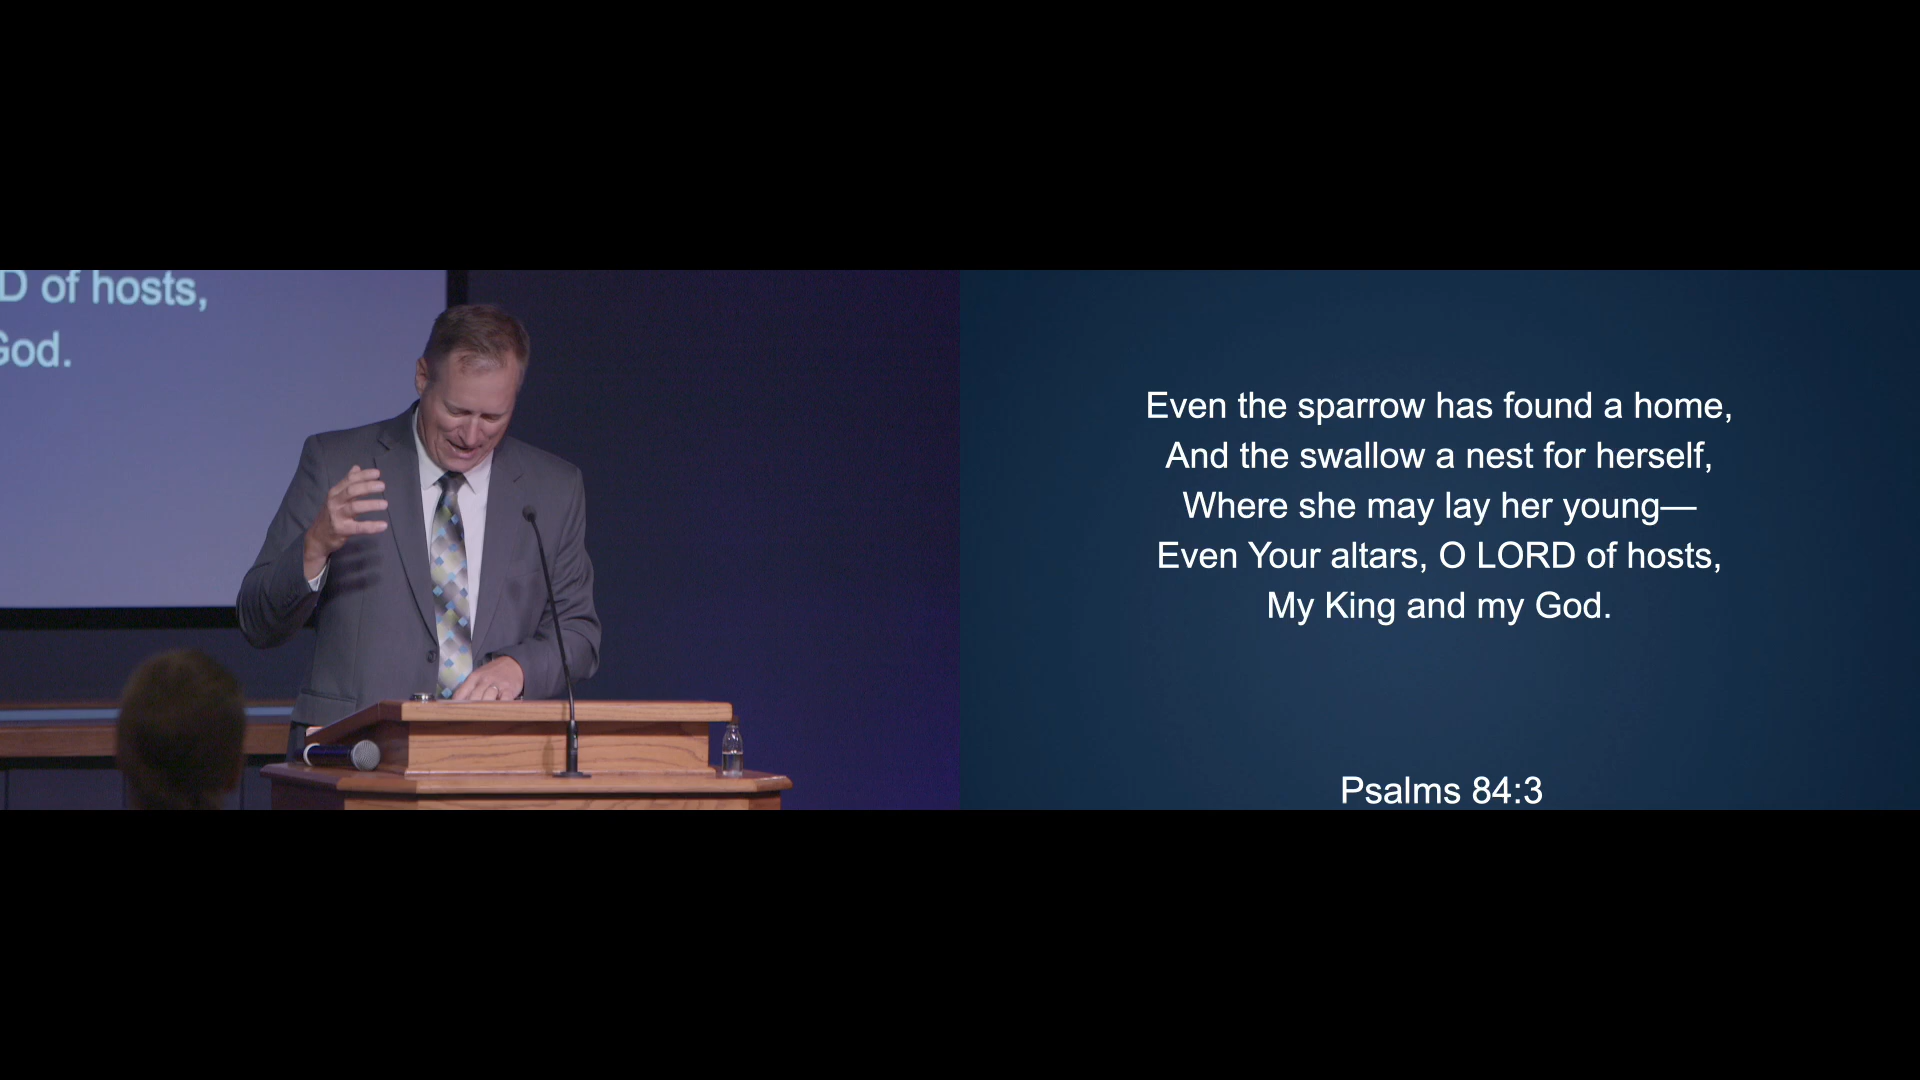 D of hosts,
God.
Even the sparrow has found a home,
And the swallow a nest for herself,
Where she may lay her young—
Even Your altars, O LORD of hosts,
My King and my God.
Psalms 84:3